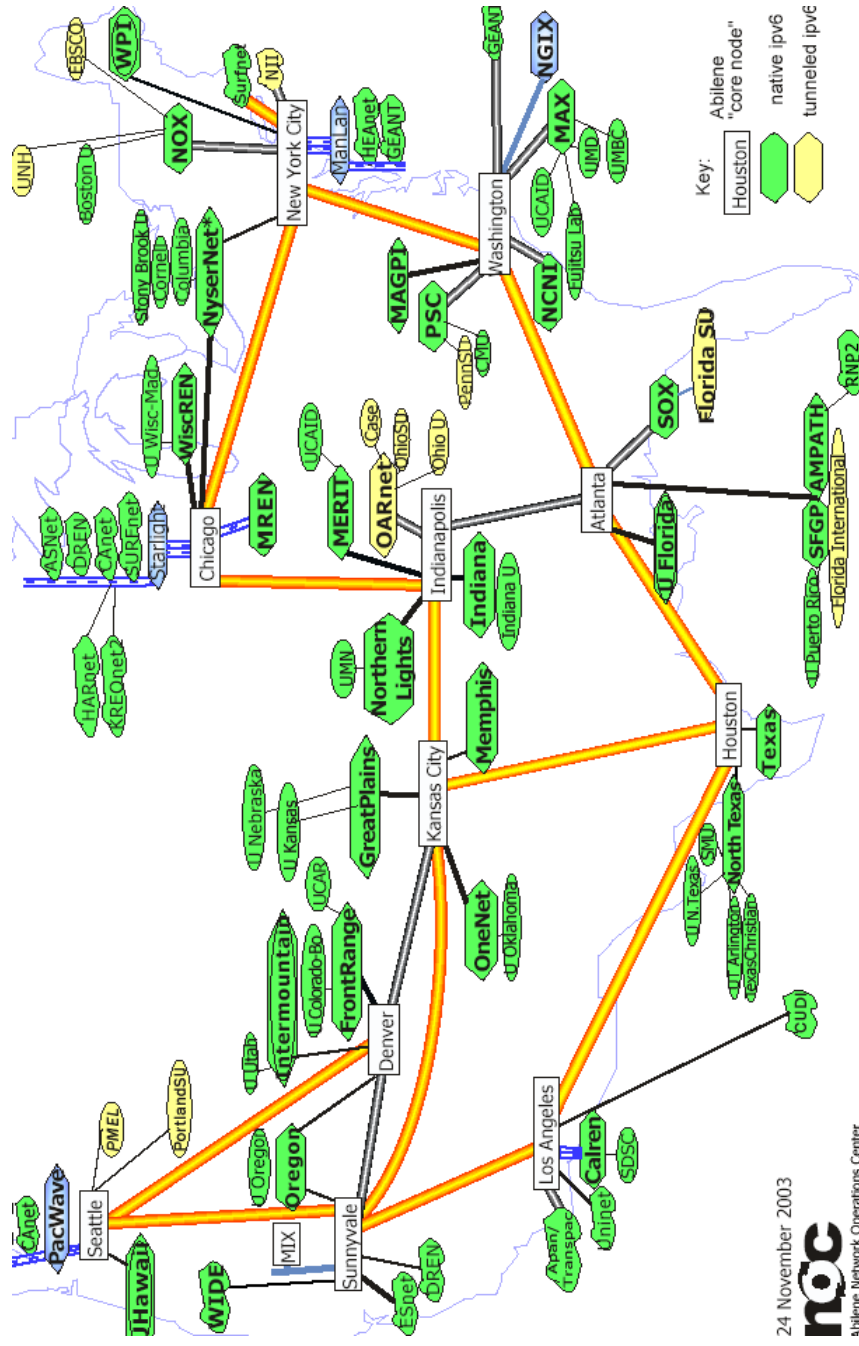 CAnet
PacWave
Seattle
UHawaii
PMEL
PortlandSU
WIDE
MIX
Sunnyvale
ESnet
DREN
U Oregon
Oregon
U Utah
Intermountain
U Colorado-Bo
UCAR
FrontRange
Denver
U Nebraska
U Kansas
GreatPlains
Kansas City
OneNet
U Oklahoma
Memphis
Los Angeles
Apan/
Transpac
Uninet
Calren
SDSC
CUDI
ASNet
DREN
CAnet
SURFnet
HARnet
KREOnet2
Starlight
Chicago
MREN
U Wisc-Mad
WiscREN
Stony Brook U
Cornell
Columbia
NyserNet*
UMN
Northern
Lights
UCAID
MERIT
Case
OhioSU
Ohio U
OARnet
Indianapolis
Indiana
Indiana U
UNH
EBSCO
Boston U
NOX
WPI
Surfnet
NII
New York City
ManLan
HEAnet
GEANT
GEANT
NGIX
Washington
MAX
UCAID
UMD
UMBC
Fujitsu Lab
MAGPI
PSC
PennSU
CMU
NCNI
Atlanta
SOX
Florida SU
U Florida
SFGP
AMPATH
RNP2
U Puerto Rico
Florida International
Houston
Texas
North Texas
U N.Texas
SMU
UT Arlington
TexasChristian
Key:
Houston
Abilene
"core node"
native ipv6
tunneled ipv6
24 November 2003
noc
Abilene Network Operations Center